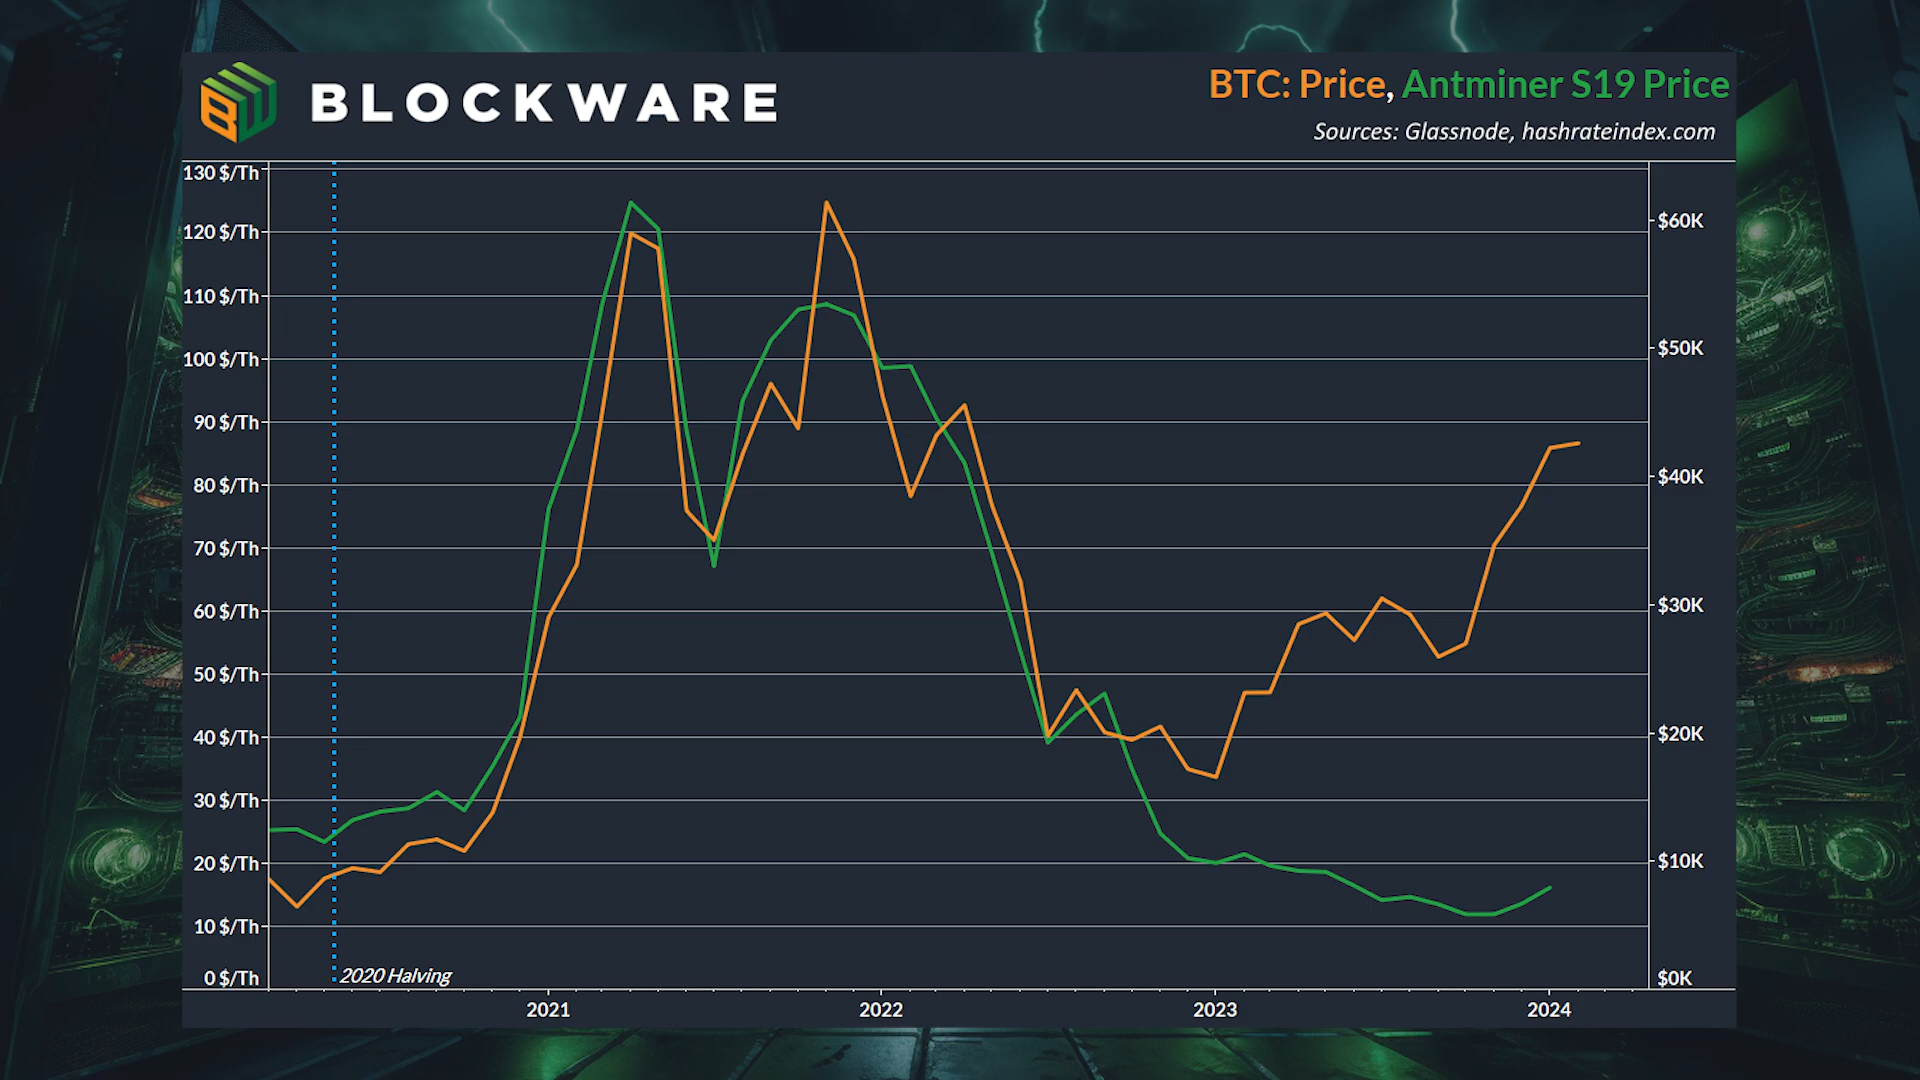 BLOCKWARE
BTC: Price, Antminer S19 Price
Sources: Glassnode, hashrateindex.com
130 $/Th
120 $/Th
110 $/Th
100 $/Th
90 $/Th
80 $/Th
70 $/Th
60 $/Th
50 $/Th
40 $/Th
30 $/Th
20 $/Th
10 $/Th
0 $/Th
$60K
$50K
$40K
$30K
$20K
$10K
$0K
2020 Halving
2021
2022
2023
2024